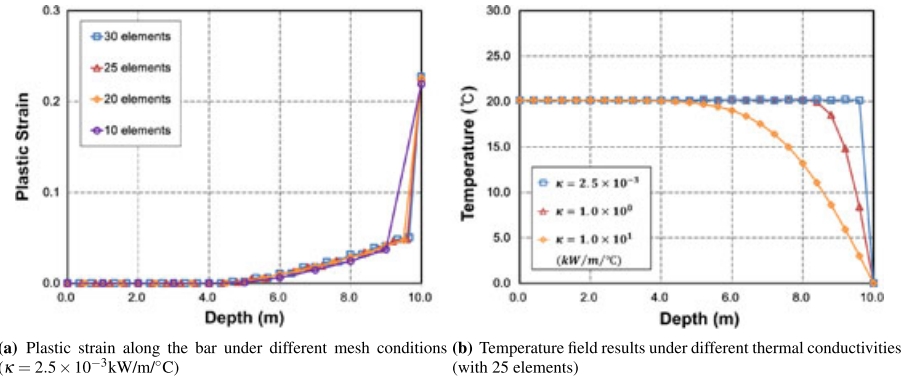 0.3
0.2
0.1
0.0
Plastic Strain
30 elements
25 elements
20 elements
10 elements
0.0 2.0 4.0 6.0 8.0 10.0
Depth (m)
30.0
25.0
20.0
15.0
10.0
5.0
0.0
Temperature (℃)
κ = 2.5 × 10⁻³
κ = 1.0 × 10⁰
κ = 1.0 × 10¹
(kW/m/℃)
0.0 2.0 4.0 6.0 8.0 10.0
Depth (m)
(a) Plastic strain along the bar under different mesh conditions
(κ = 2.5 × 10⁻³kW/m/°C)
(b) Temperature field results under different thermal conductivities
(with 25 elements)